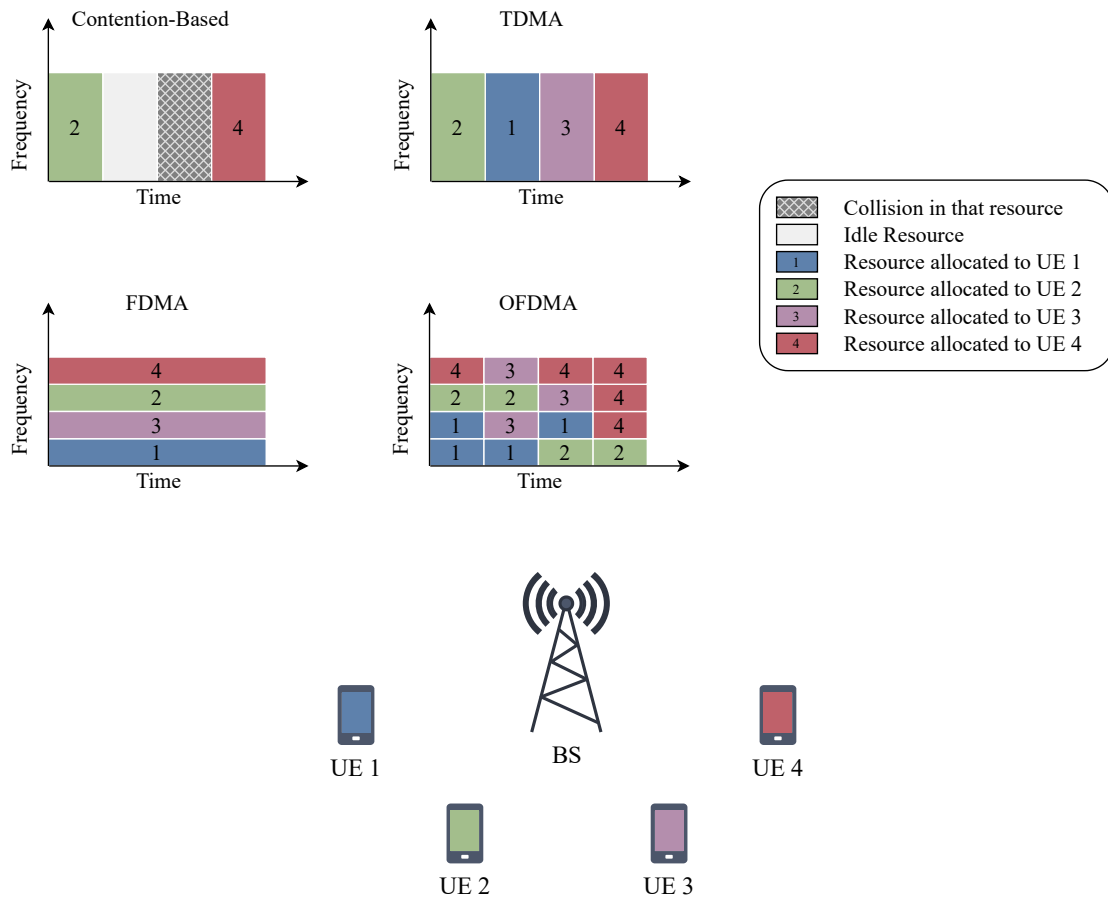 Contention-Based
Frequency
2
4
Time
TDMA
Frequency
2 1 3 4
Time
Collision in that resource
Idle Resource
1 Resource allocated to UE 1
2 Resource allocated to UE 2
3 Resource allocated to UE 3
4 Resource allocated to UE 4
FDMA
Frequency
4
2
3
1
Time
OFDMA
Frequency
4 3 4 4
2 2 3 4
1 3 1 4
1 1 2 2
Time
BS
UE 1
UE 4
UE 2
UE 3